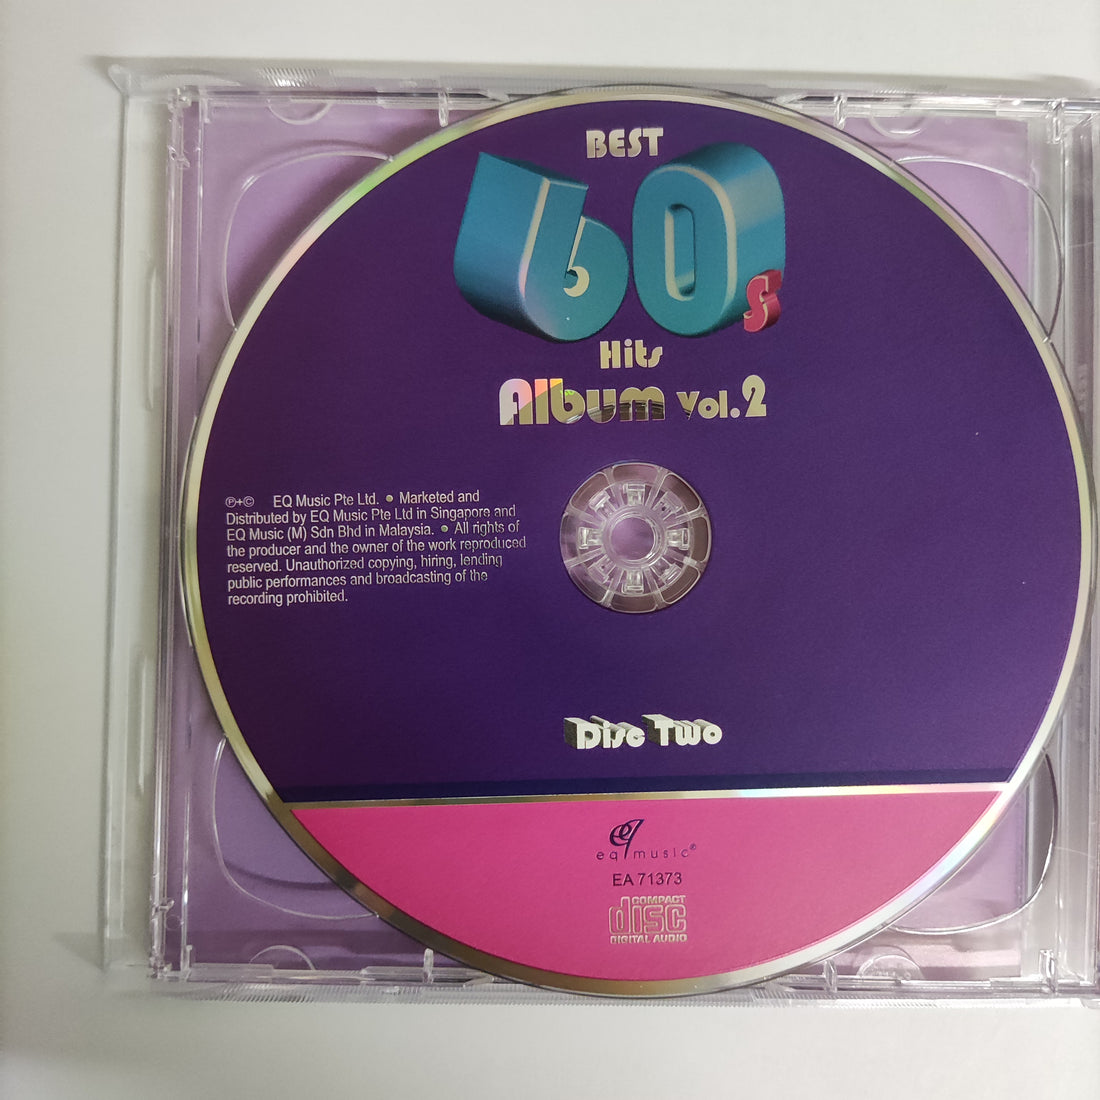 BEST
60s
Hits
Album Vol.2
℗+© EQ Music Pte Ltd. • Marketed and
Distributed by EQ Music Pte Ltd in Singapore and
EQ Music (M) Sdn Bhd in Malaysia. • All rights of
the producer and the owner of the work reproduced
reserved. Unauthorized copying, hiring, lending
public performances and broadcasting of the
recording prohibited.
Disc Two
eq
eq music®
EA 71373
COMPACT
disc
DIGITAL AUDIO